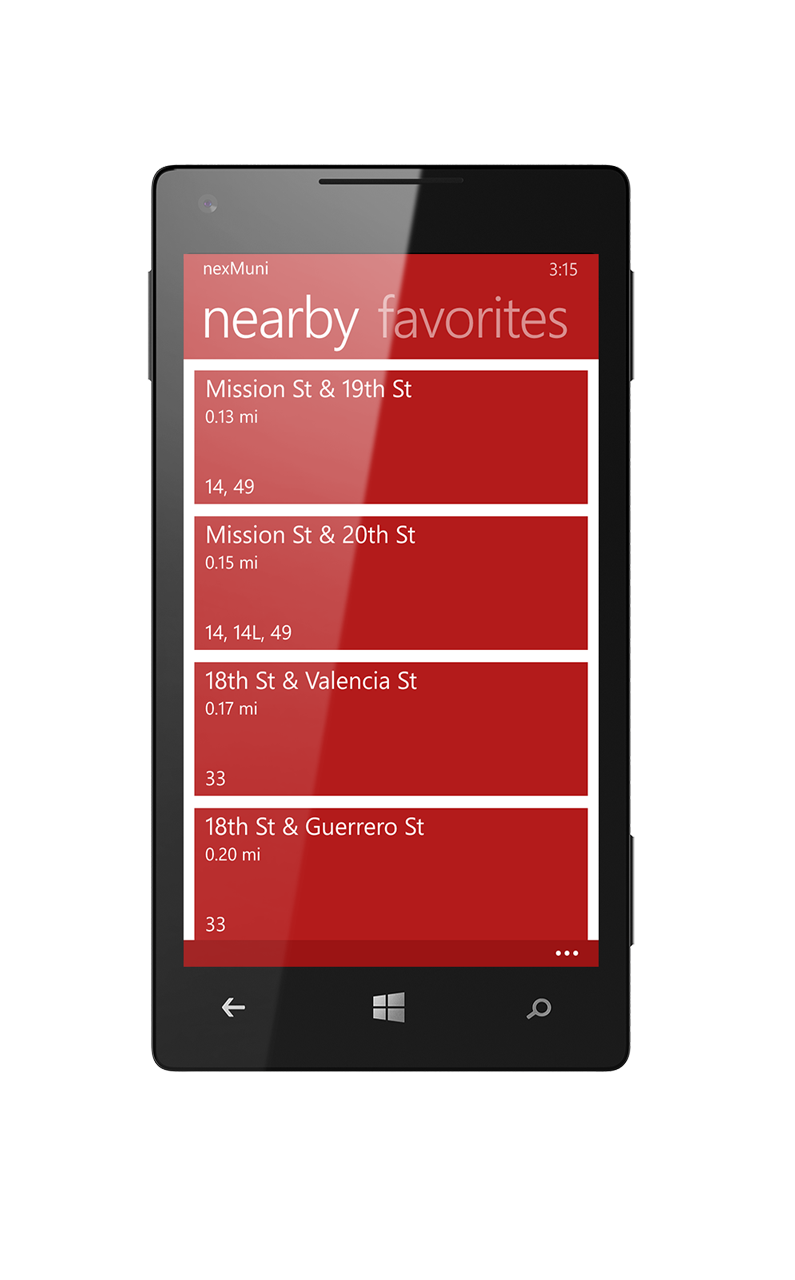 nexMuni 3:15
nearby favorites
Mission St & 19th St
0.13 mi
14, 49
Mission St & 20th St
0.15 mi
14, 14L, 49
18th St & Valencia St
0.17 mi
33
18th St & Guerrero St
0.20 mi
33